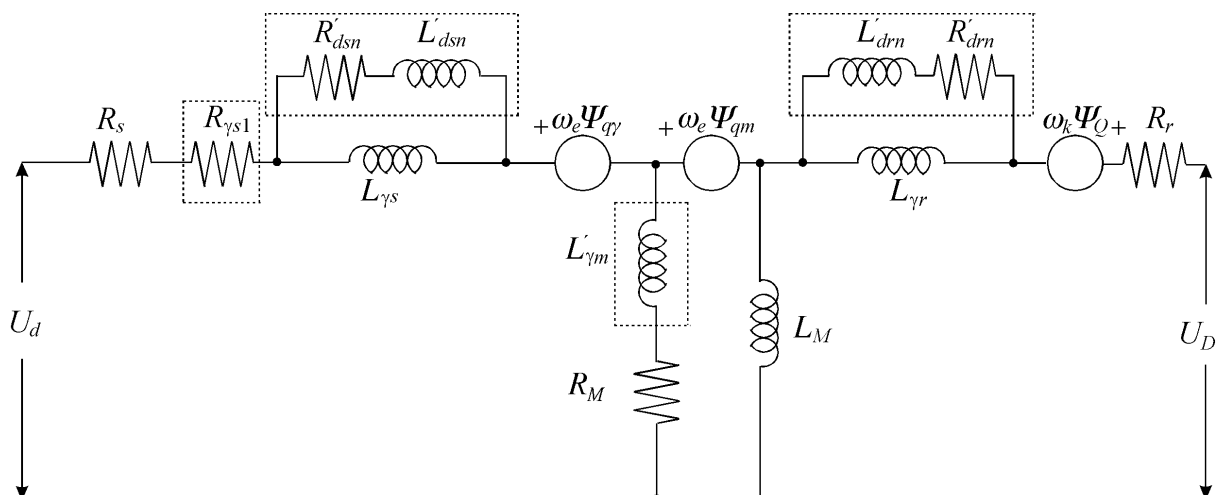 R'dsn L'dsn
L'drn R'drn
Rs
Rγs1
+ ωeΨqγ
+ ωeΨqm
ωkΨQ+
Rr
Lγs
Lγr
L'γm
Ud
LM
UD
RM